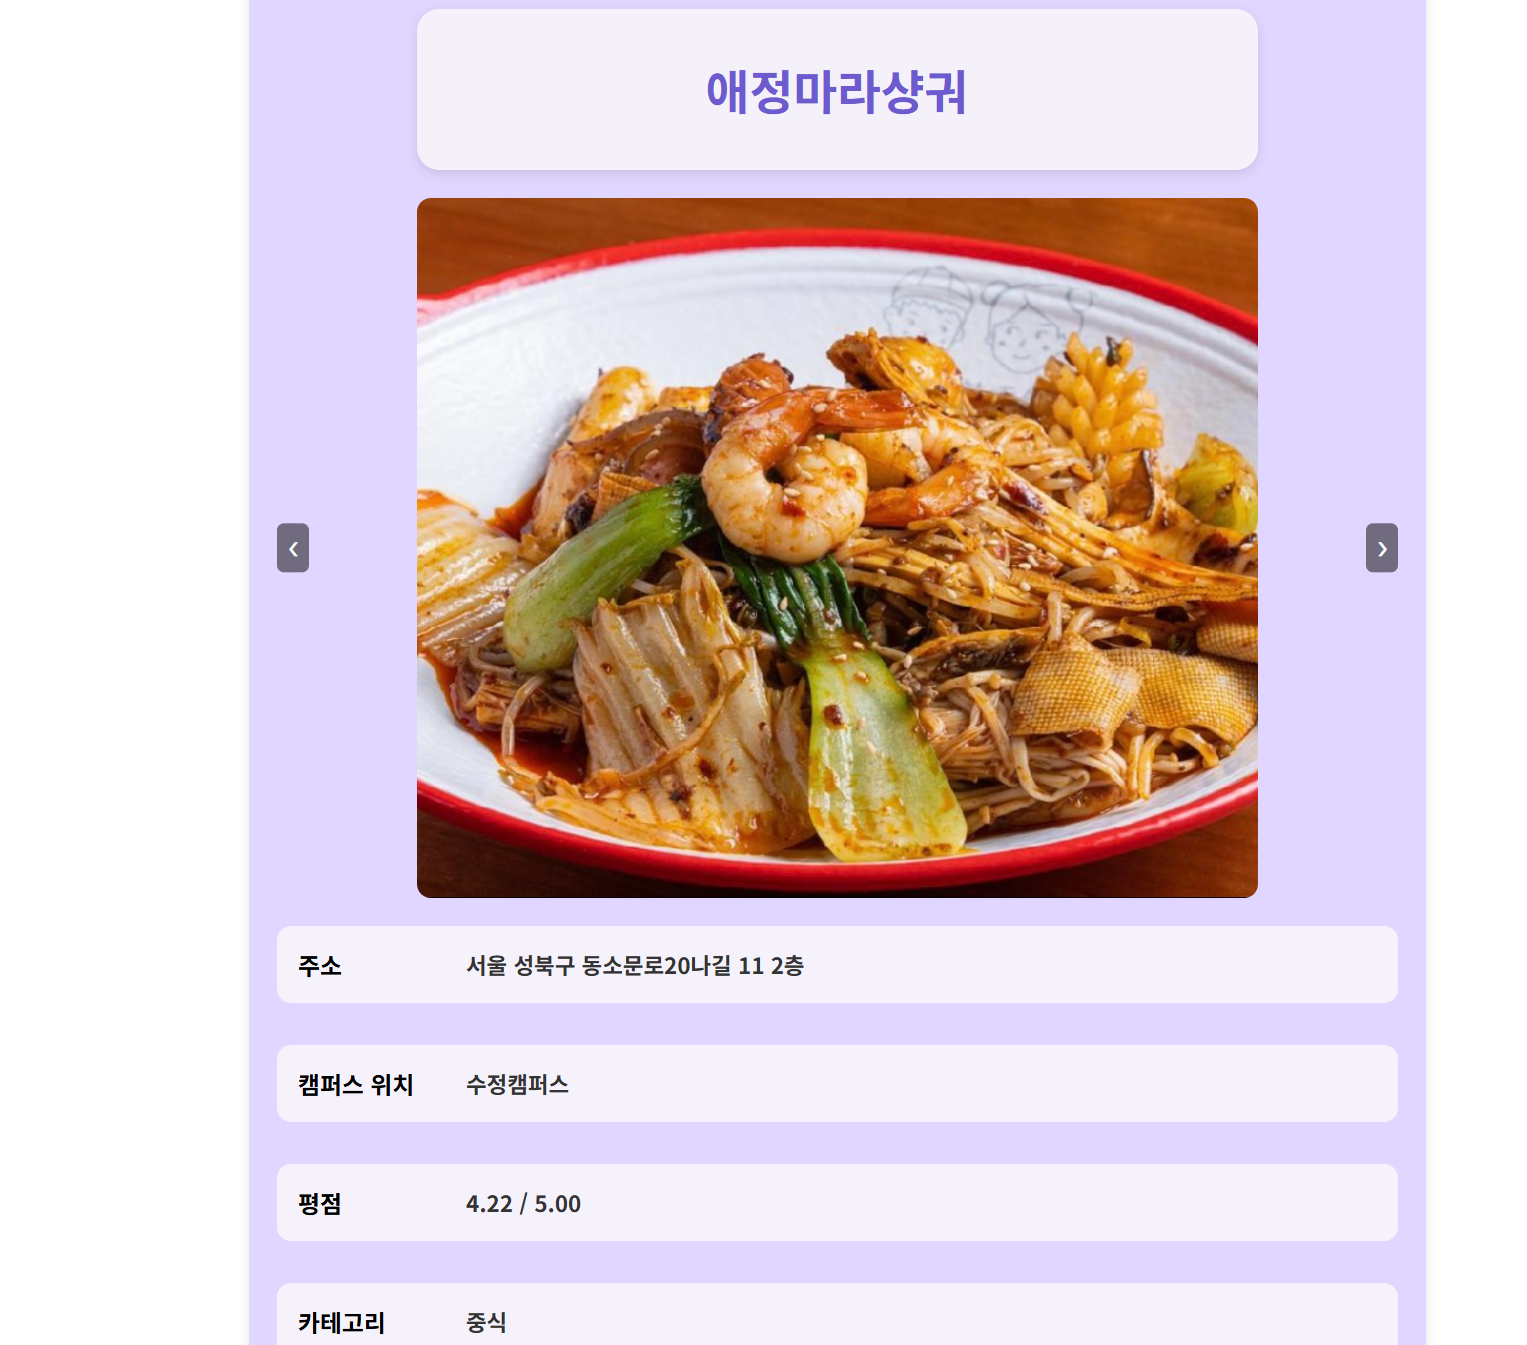 애정마라샹궈
‹
›
주소 서울 성북구 동소문로20나길 11 2층
캠퍼스 위치 수정캠퍼스
평점 4.22 / 5.00
카테고리 중식